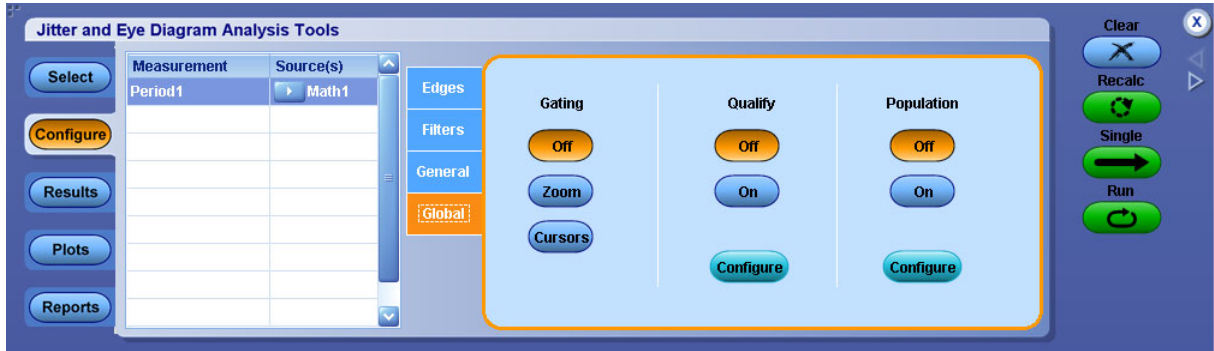 Jitter and Eye Diagram Analysis Tools
Select
Configure
Results
Plots
Reports
Measurement Source(s)
Period1 Math1
Edges
Filters
General
Global
Gating
Off
Zoom
Cursors
Qualify
Off
On
Configure
Population
Off
On
Configure
Clear
Recalc
Single
Run